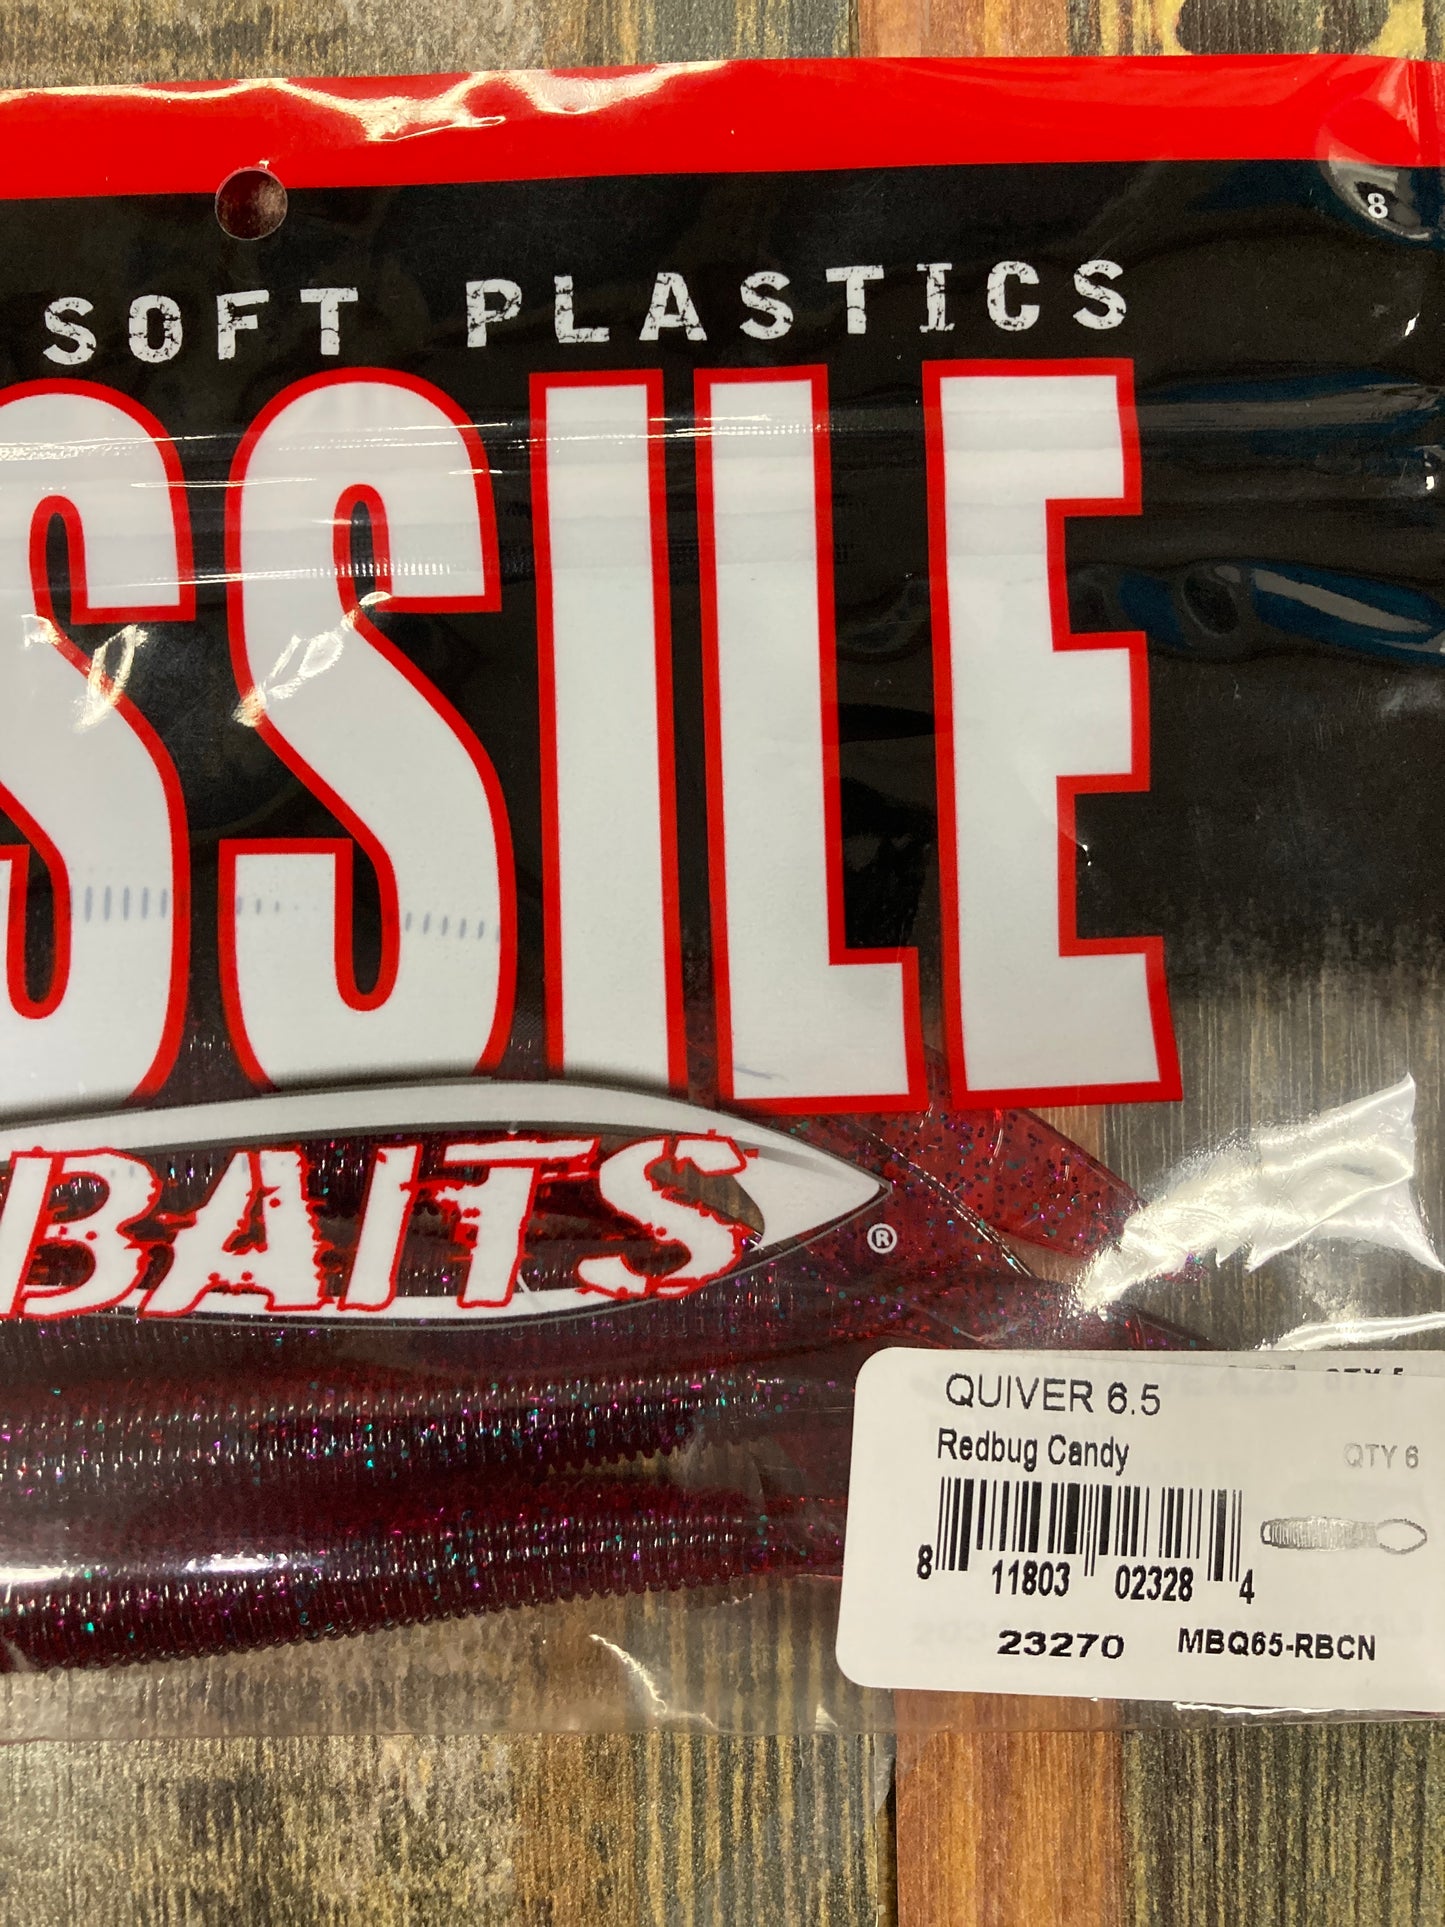 8
SOFT PLASTICS
SSILE
BAITS®
QUIVER 6.5
Redbug Candy
QTY 6
8 11803 02328 4
23270 MBQ65-RBCN